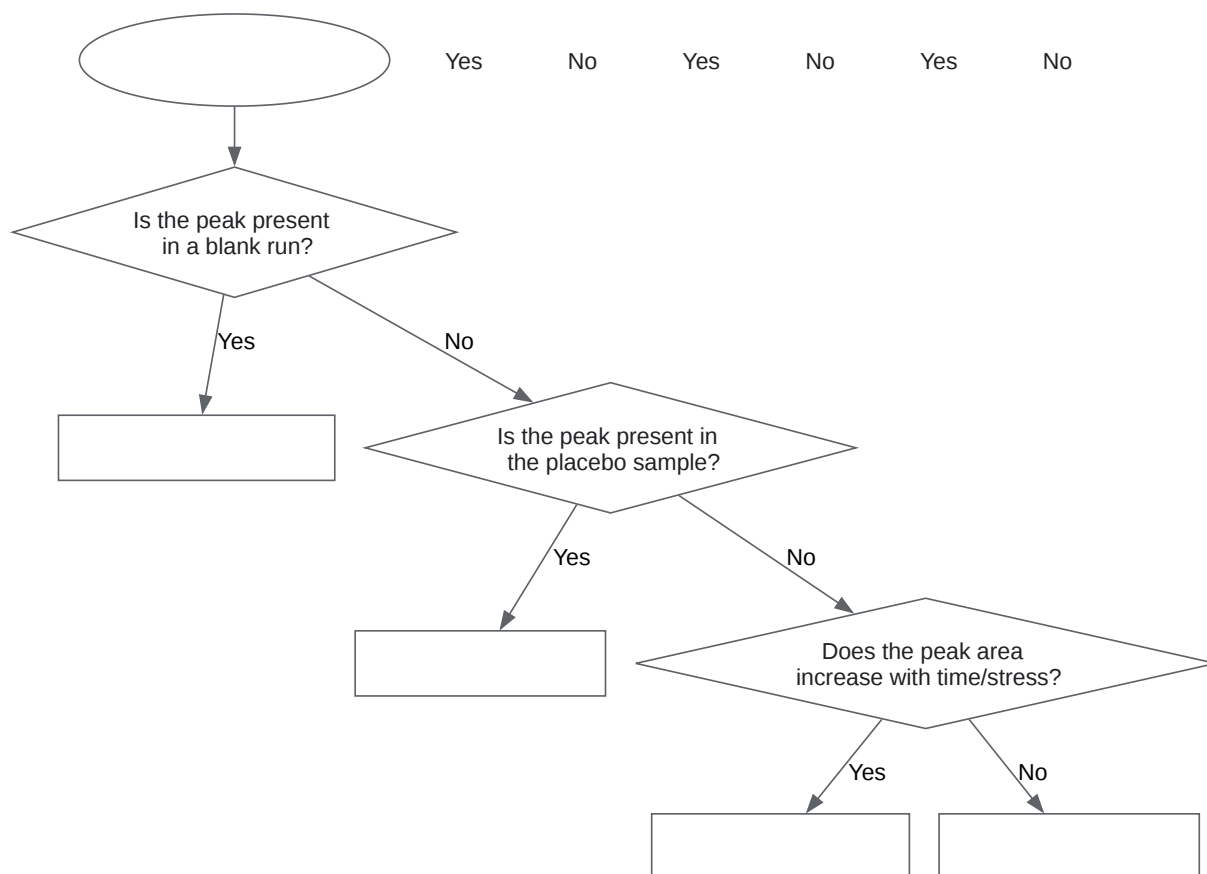 Yes No Yes No Yes No
Is the peak present
in a blank run?
Yes
No
Is the peak present in
the placebo sample?
Yes
No
Does the peak area
increase with time/stress?
Yes
No